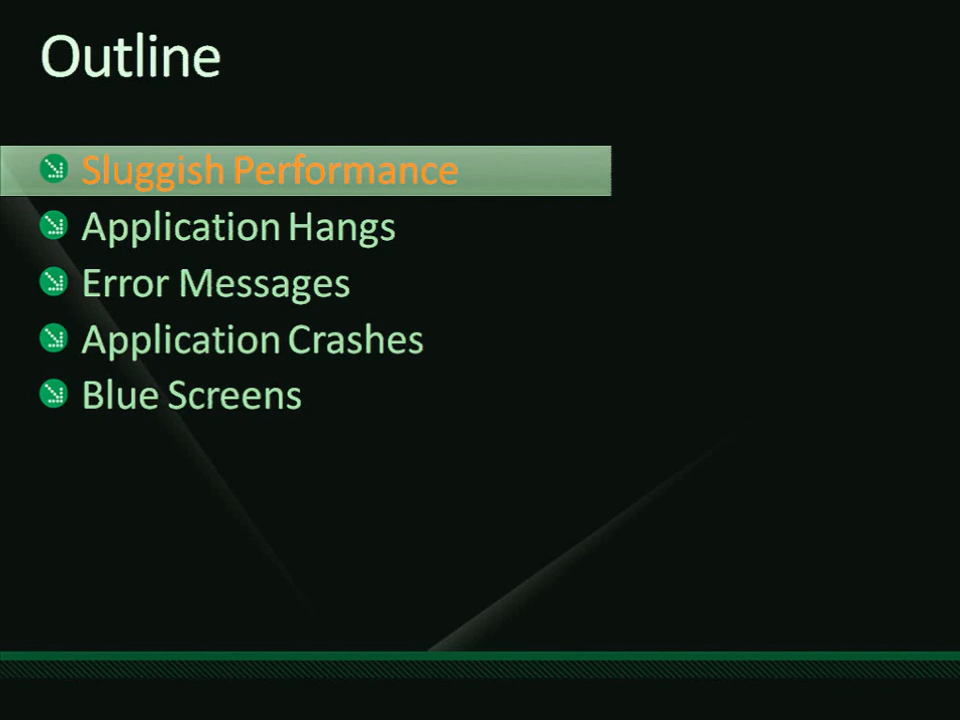 Outline
Sluggish Performance
Application Hangs
Error Messages
Application Crashes
Blue Screens